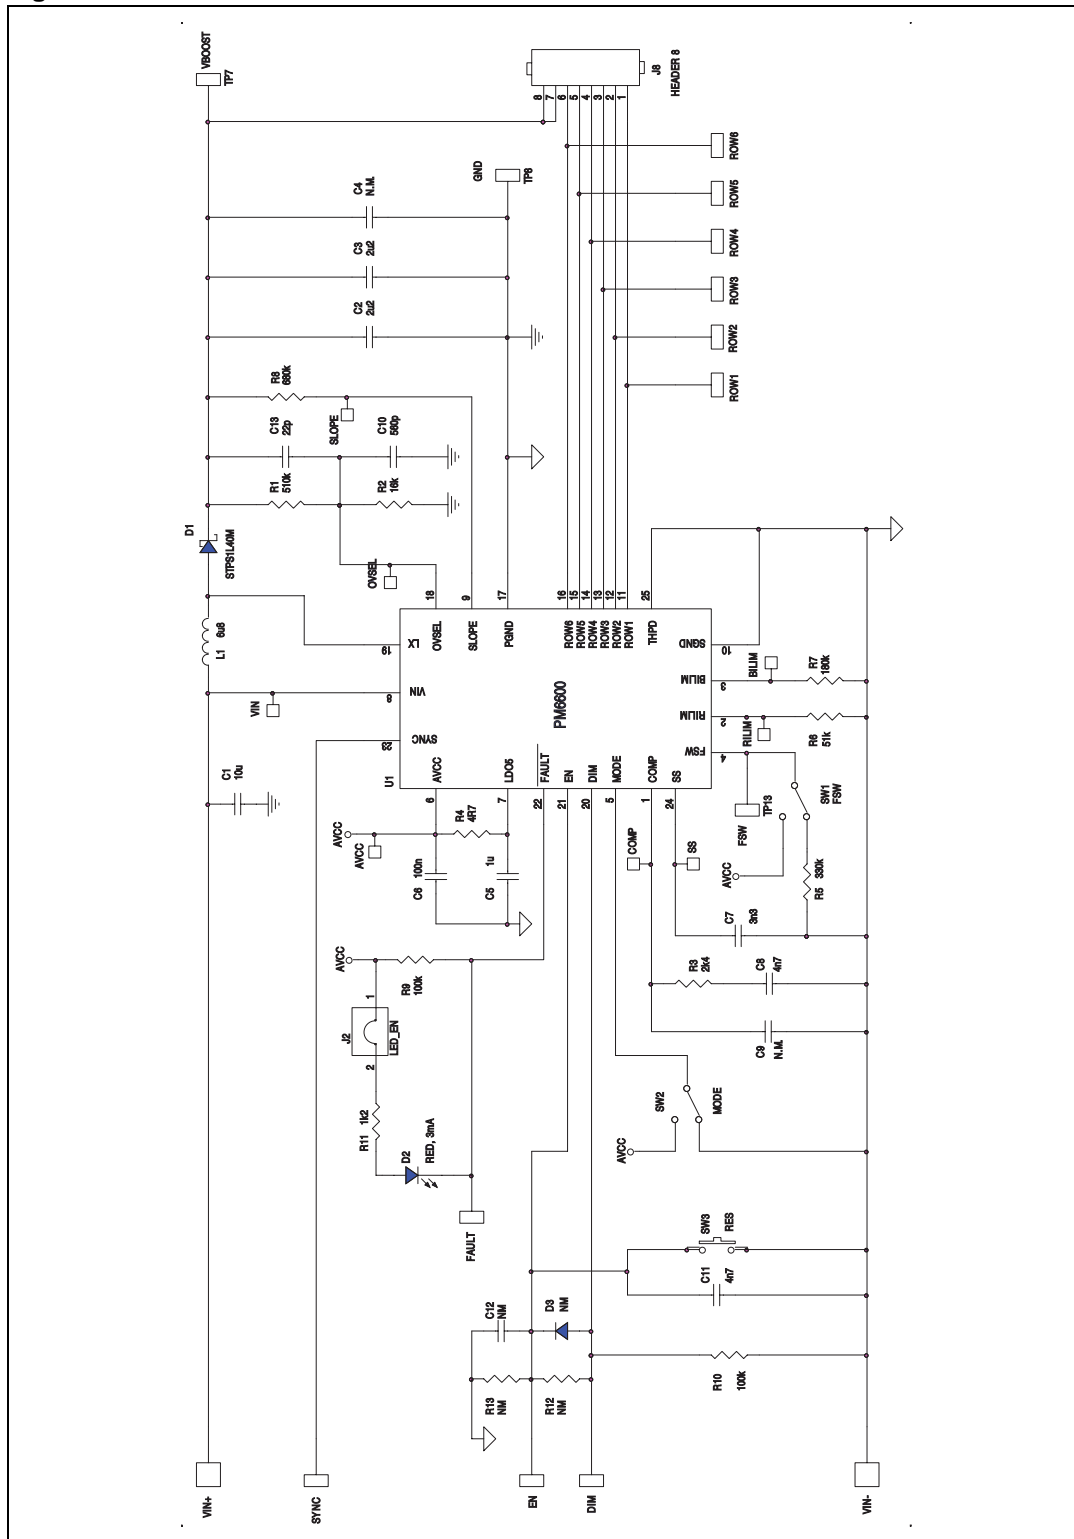 VBOOST
TP7
J8
HEADER 8
8
7
6
5
4
3
2
1
ROW6
ROW5
ROW4
ROW3
ROW2
ROW1
GND
TP8
C4
N.M.
C3
2u2
C2
2u2
R8
680k
SLOPE
C13
22p
C10
560p
R1
510k
R2
16k
OVSEL
D1
STPS1L40M
L1
6u8
VIN
C1
10u
U1
PM6600
19
LX
8
VIN
23
SYNC
18
OVSEL
9
SLOPE
17
PGND
16
ROW6
15
ROW5
14
ROW4
13
ROW3
12
ROW2
11
ROW1
25
THPD
SGND
10
BILIM
3
RILIM
2
FSW
4
AVCC
6
LDO5
7
FAULT
22
EN
21
DIM
20
MODE
5
COMP
1
SS
24
BILIM
R7
180k
RILIM
R6
51k
FSW
TP13
SW1
FSW
AVCC
R5
330k
COMP
SS
C7
3n3
R3
2k4
C8
4n7
C9
N.M.
AVCC
AVCC
R4
4R7
C6
100n
C5
1u
AVCC
R9
100k
J2
LED_EN
1
2
R11
1k2
D2
RED, 3mA
FAULT
SW2
MODE
AVCC
SW3
RES
C11
4n7
C12
NM
D3
NM
R13
NM
R12
NM
R10
100k
VIN+
SYNC
EN
DIM
VIN-